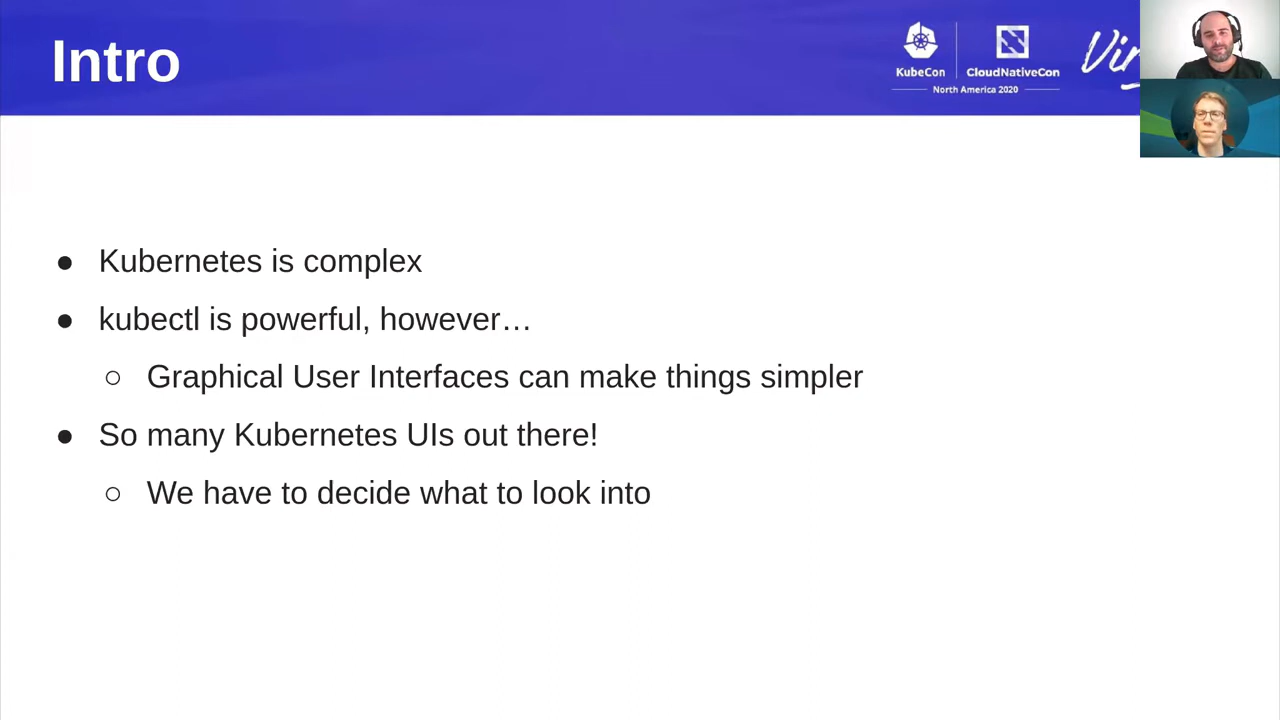 Intro
KubeCon
CloudNativeCon
North America 2020
● Kubernetes is complex
● kubectl is powerful, however…
○ Graphical User Interfaces can make things simpler
● So many Kubernetes UIs out there!
○ We have to decide what to look into